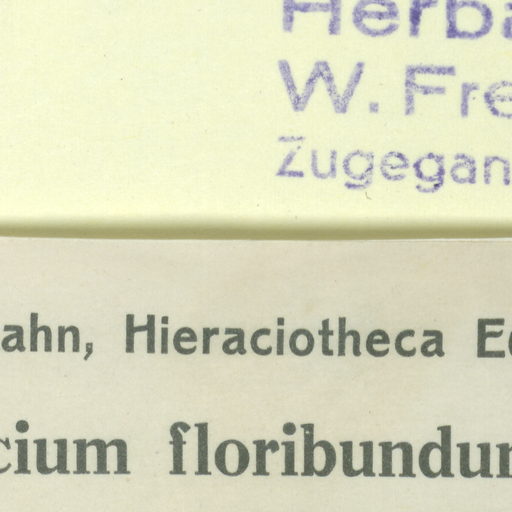 Herba
W. Fre
Zugegan
ahn, Hieraciotheca E
cium floribundu